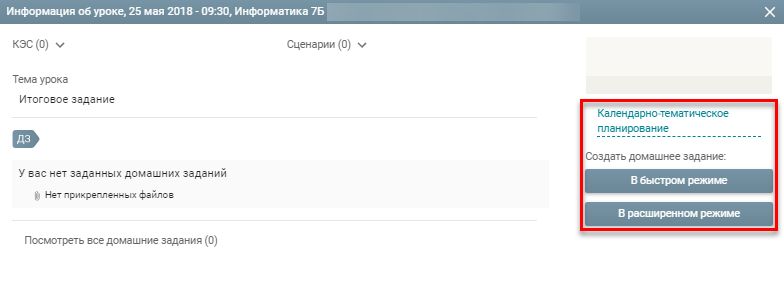 Информация об уроке, 25 мая 2018 - 09:30, Информатика 7Б
КЭС (0)
Сценарии (0)
Тема урока
Итоговое задание
ДЗ
У вас нет заданных домашних заданий
Нет прикрепленных файлов
Посмотреть все домашние задания (0)
Календарно-тематическое
планирование
Создать домашнее задание:
В быстром режиме
В расширенном режиме